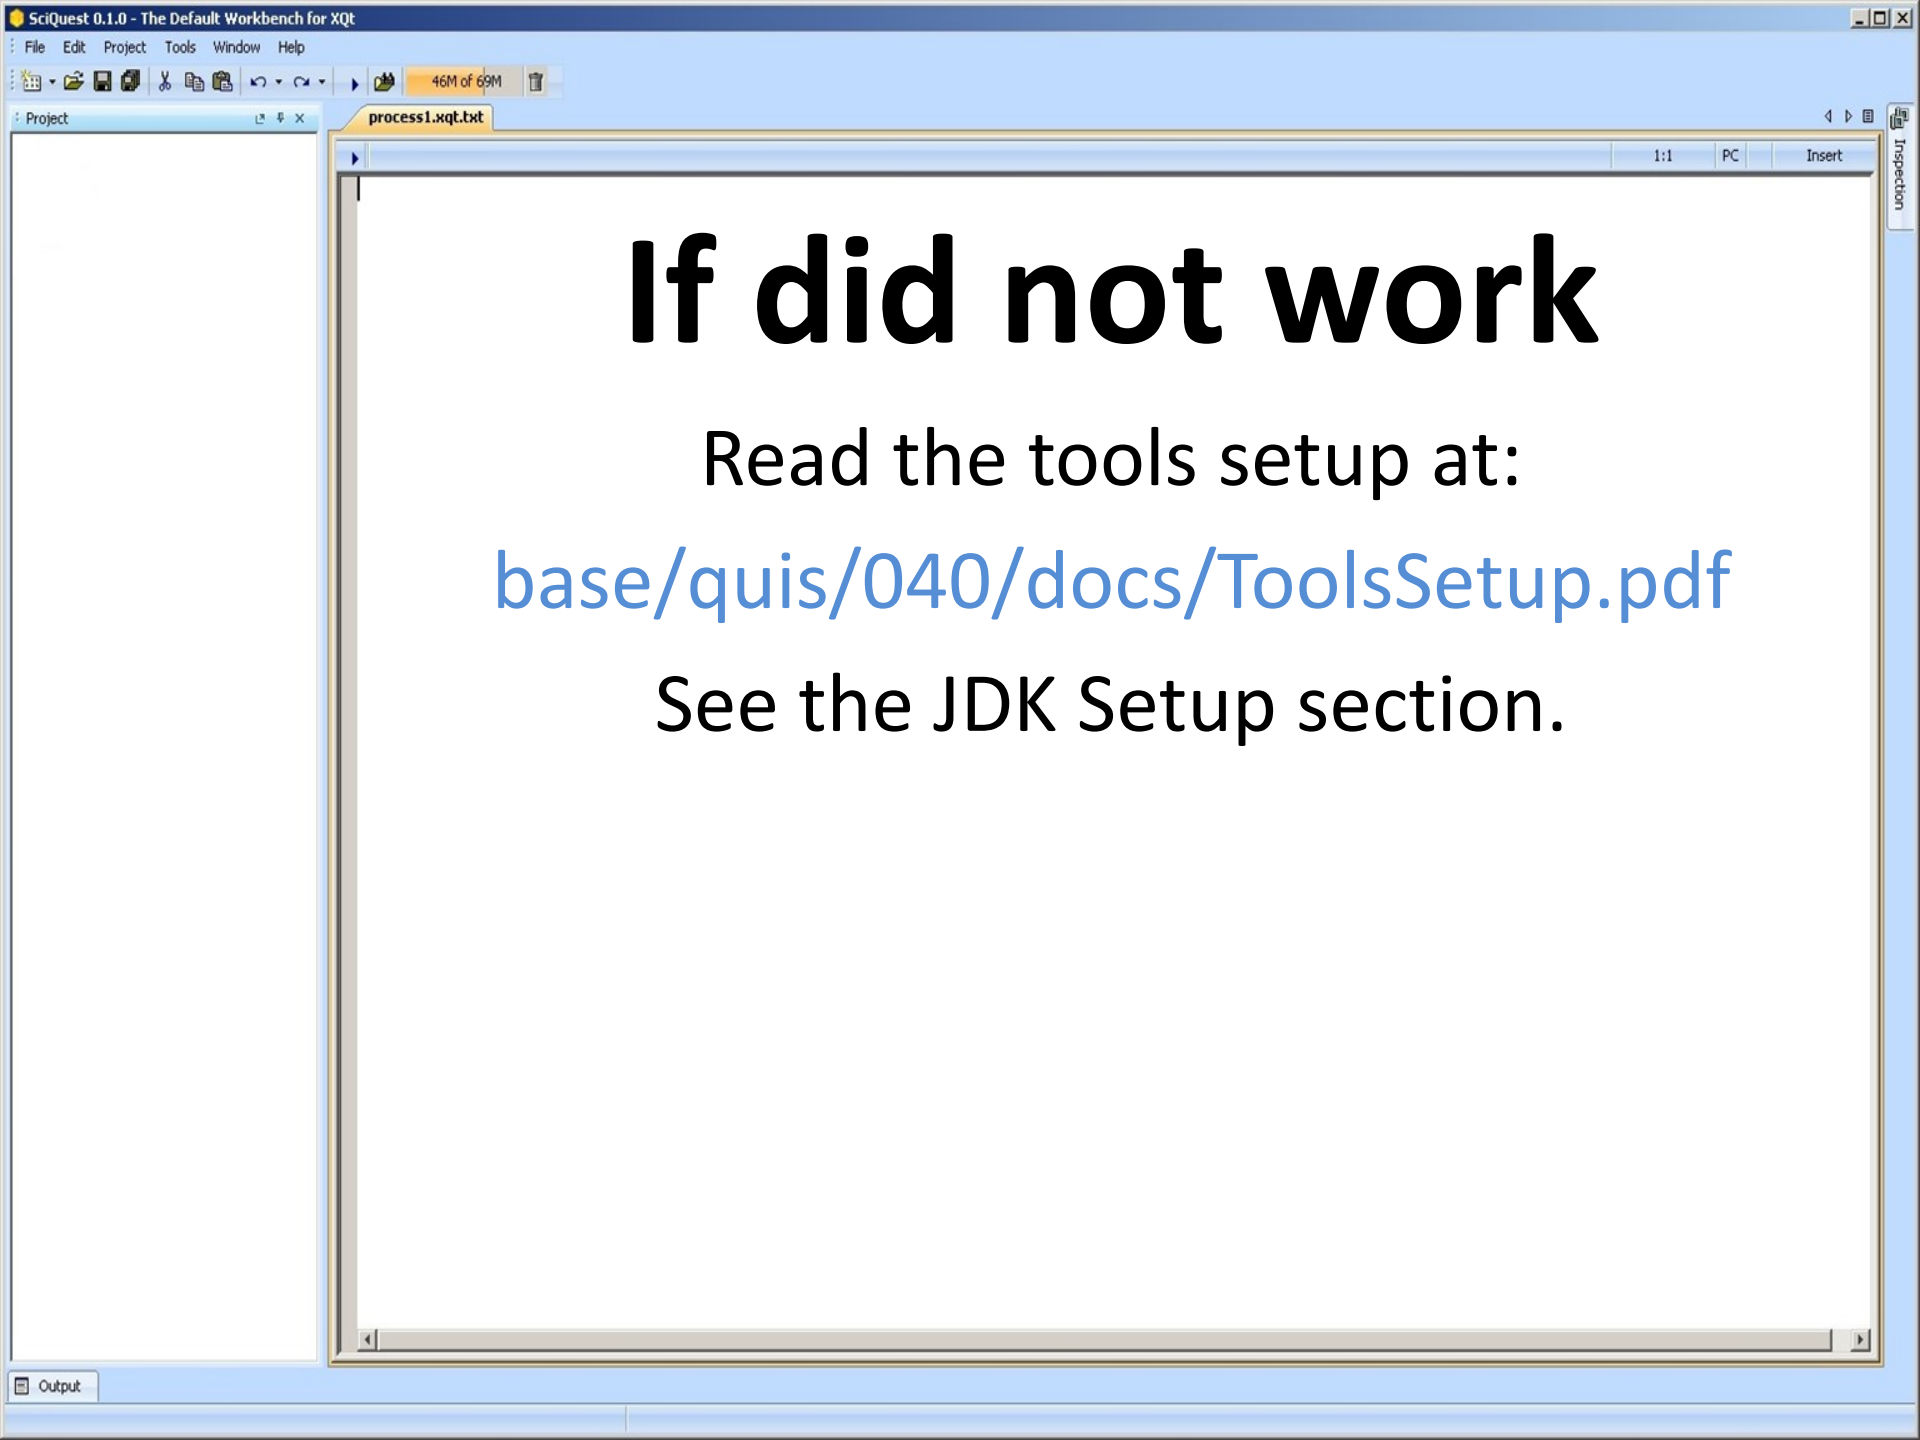 SciQuest 0.1.0 - The Default Workbench for XQt
File Edit Project Tools Window Help
46M of 69M
Project
process1.xqt.txt
1:1 PC Insert
Inspection
If did not work
Read the tools setup at:
base/quis/040/docs/ToolsSetup.pdf
See the JDK Setup section.
Output